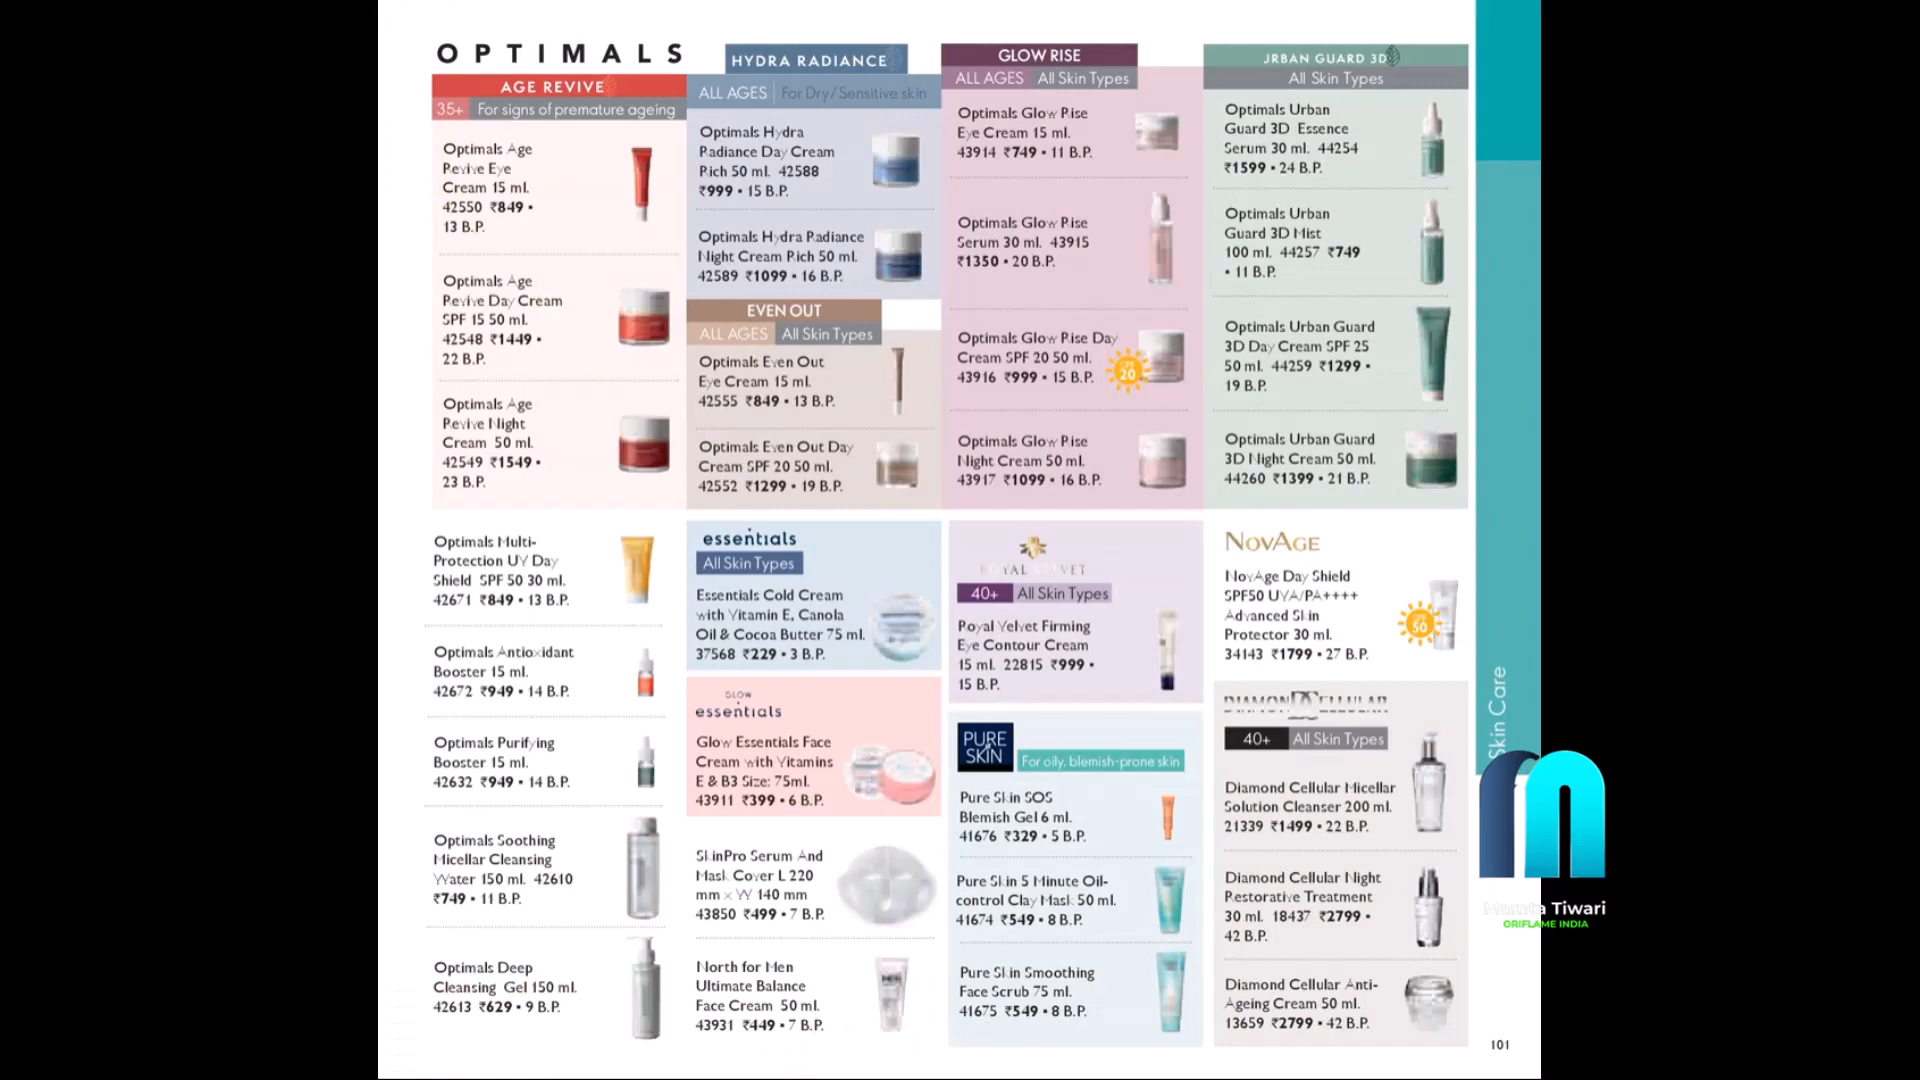 OPTIMALS
AGE REVIVE
35+ For signs of premature ageing
Optimals Age
Revive Eye
Cream 15 ml.
42550 ₹849 •
13 B.P.
Optimals Age
Revive Day Cream
SPF 15 50 ml.
42548 ₹1449 •
22 B.P.
Optimals Age
Revive Night
Cream 50 ml.
42549 ₹1549 •
23 B.P.
HYDRA RADIANCE
ALL AGES For Dry/Sensitive skin
Optimals Hydra
Radiance Day Cream
Rich 50 ml. 42588
₹999 • 15 B.P.
Optimals Hydra Radiance
Night Cream Rich 50 ml.
42589 ₹1099 • 16 B.P.
EVEN OUT
ALL AGES All Skin Types
Optimals Even Out
Eye Cream 15 ml.
42555 ₹849 • 13 B.P.
Optimals Even Out Day
Cream SPF 20 50 ml.
42552 ₹1299 • 19 B.P.
GLOW RISE
ALL AGES All Skin Types
Optimals Glow Rise
Eye Cream 15 ml.
43914 ₹749 • 11 B.P.
Optimals Glow Rise
Serum 30 ml. 43915
₹1350 • 20 B.P.
Optimals Glow Rise Day
Cream SPF 20 50 ml.
43916 ₹999 • 15 B.P.
20
Optimals Glow Rise
Night Cream 50 ml.
43917 ₹1099 • 16 B.P.
URBAN GUARD 3D
All Skin Types
Optimals Urban
Guard 3D Essence
Serum 30 ml. 44254
₹1599 • 24 B.P.
Optimals Urban
Guard 3D Mist
100 ml. 44257 ₹749
• 11 B.P.
Optimals Urban Guard
3D Day Cream SPF 25
50 ml. 44259 ₹1299 •
19 B.P.
Optimals Urban Guard
3D Night Cream 50 ml.
44260 ₹1399 • 21 B.P.
Optimals Multi-
Protection UV Day
Shield SPF 50 30 ml.
42671 ₹849 • 13 B.P.
Optimals Antioxidant
Booster 15 ml.
42672 ₹949 • 14 B.P.
Optimals Purifying
Booster 15 ml.
42632 ₹949 • 14 B.P.
Optimals Soothing
Micellar Cleansing
Water 150 ml. 42610
₹749 • 11 B.P.
Optimals Deep
Cleansing Gel 150 ml.
42613 ₹629 • 9 B.P.
essentials
All Skin Types
Essentials Cold Cream
with Vitamin E, Canola
Oil & Cocoa Butter 75 ml.
37568 ₹229 • 3 B.P.
GLOW
essentials
Glow Essentials Face
Cream with Vitamins
E & B3 Size: 75ml.
43911 ₹399 • 6 B.P.
SkinPro Serum And
Mask Cover L 220
mm x W 140 mm
43850 ₹499 • 7 B.P.
North for Men
Ultimate Balance
Face Cream 50 ml.
43931 ₹449 • 7 B.P.
ROYAL VELVET
40+ All Skin Types
Royal Velvet Firming
Eye Contour Cream
15 ml. 22815 ₹999 •
15 B.P.
PURE
SKIN
For oily, blemish-prone skin
Pure Skin SOS
Blemish Gel 6 ml.
41676 ₹329 • 5 B.P.
Pure Skin 5 Minute Oil-
control Clay Mask 50 ml.
41674 ₹549 • 8 B.P.
Pure Skin Smoothing
Face Scrub 75 ml.
41675 ₹549 • 8 B.P.
NOVAGE
NovAge Day Shield
SPF50 UVA/PA++++
Advanced Skin
Protector 30 ml.
34143 ₹1799 • 27 B.P.
50
DIAMOND CELLULAR
40+ All Skin Types
Diamond Cellular Micellar
Solution Cleanser 200 ml.
21339 ₹1499 • 22 B.P.
Diamond Cellular Night
Restorative Treatment
30 ml. 18437 ₹2799 •
42 B.P.
Diamond Cellular Anti-
Ageing Cream 50 ml.
13659 ₹2799 • 42 B.P.
Skin Care
Mamta Tiwari
ORIFLAME INDIA
101